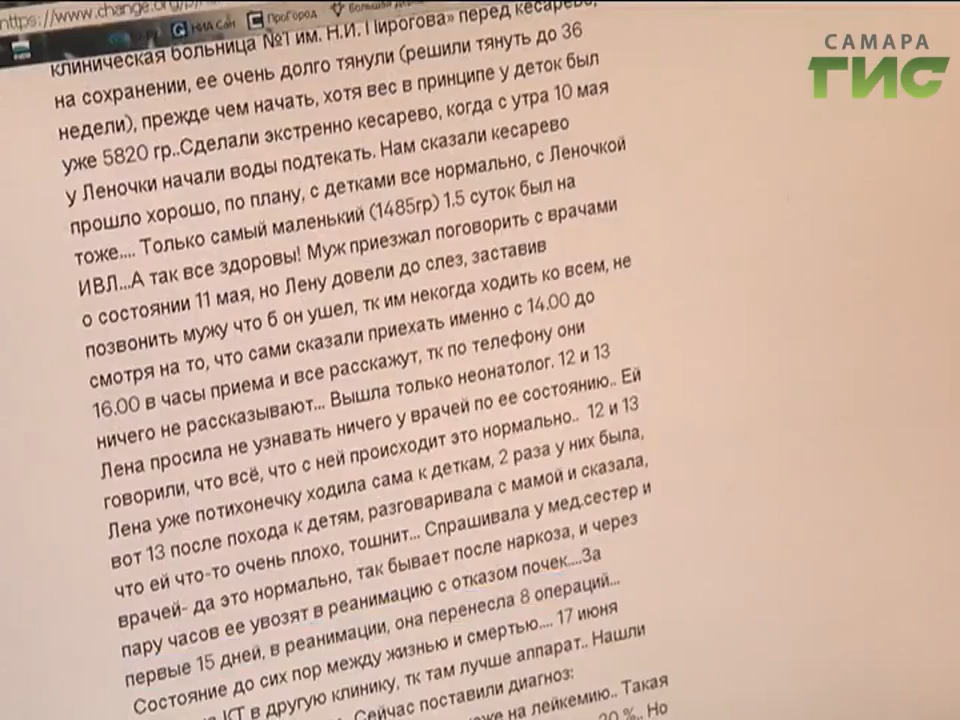 https://www.change.org/p/
НИА Сам
ПроГород
САМАРА
ГИС
клиническая больница №1 им. Н.И. Пирогова» перед кесарево,
на сохранении, ее очень долго тянули (решили тянуть до 36
недели), прежде чем начать, хотя вес в принципе у деток был
уже 5820 гр..Сделали экстренно кесарево, когда с утра 10 мая
у Леночки начали воды подтекать. Нам сказали кесарево
прошло хорошо, по плану, с детками все нормально, с Леночкой
тоже.... Только самый маленький (1485гр) 1.5 суток был на
ИВЛ...А так все здоровы! Муж приезжал поговорить с врачами
о состоянии 11 мая, но Лену довели до слез, заставив
позвонить мужу что б он ушел, тк им некогда ходить ко всем, не
смотря на то, что сами сказали приехать именно с 14.00 до
16.00 в часы приема и все расскажут, тк по телефону они
ничего не рассказывают... Вышла только неонатолог. 12 и 13
Лена просила не узнавать ничего у врачей по ее состоянию.. Ей
говорили, что всё, что с ней происходит это нормально.. 12 и 13
Лена уже потихонечку ходила сама к деткам, 2 раза у них была,
вот 13 после похода к детям, разговаривала с мамой и сказала,
что ей что-то очень плохо, тошнит... Спрашивала у мед.сестер и
врачей- да это нормально, так бывает после наркоза, и через
пару часов ее увозят в реанимацию с отказом почек....За
первые 15 дней, в реанимации, она перенесла 8 операций...
Состояние до сих пор между жизнью и смертью.... 17 июня
КТ в другую клинику, тк там лучше аппарат.. Нашли
Сейчас поставили диагноз:
на лейкемию.. Такая
20 %.. Но